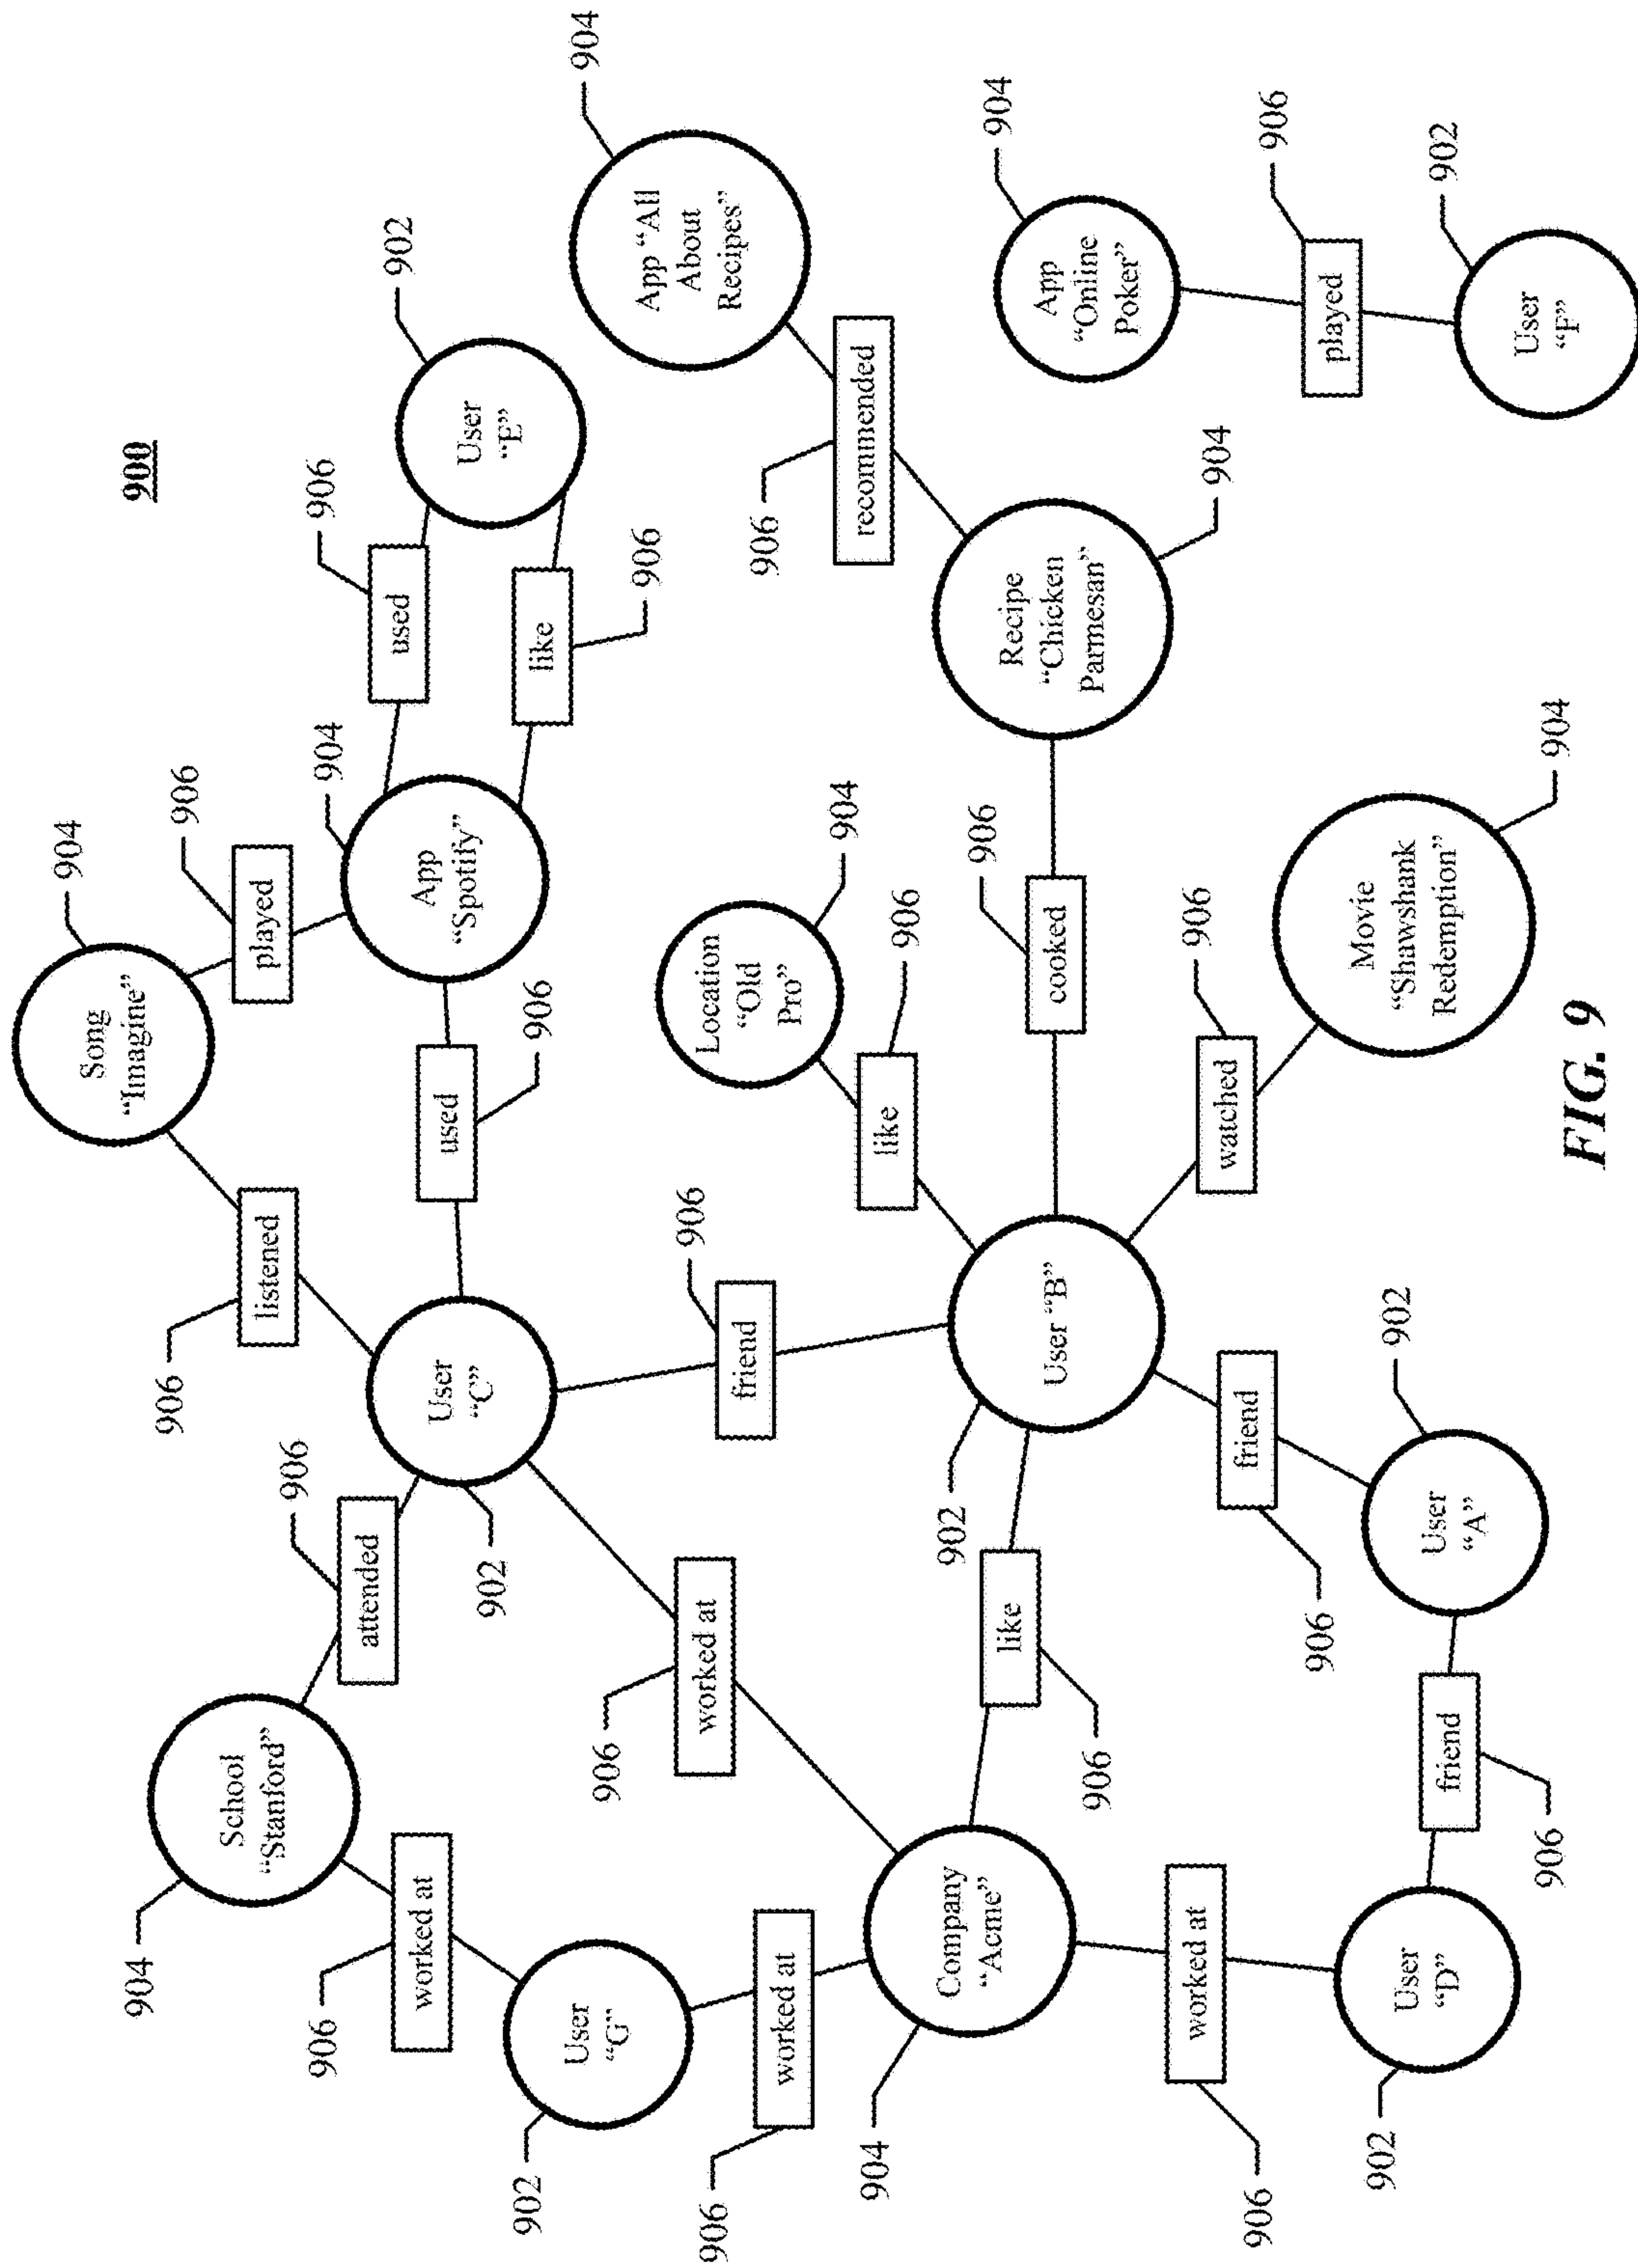 900
904
Song
“Imagine”
906
listened
played
906
904
School
“Stanford”
906
attended
904
906
worked at
User
“C”
902
used
906
App
“Spotify”
904
used
906
like
906
User
“E”
902
User
“G”
902
worked at
906
worked at
906
friend
906
Location
“Old
Pro”
904
like
906
recommended
906
App “All
About
Recipes”
904
Company
“Acme”
904
like
906
User “B”
902
cooked
906
Recipe
“Chicken
Parmesan”
904
App
“Online
Poker”
904
worked at
906
friend
906
watched
906
played
906
User
“D”
902
friend
906
User
“A”
902
Movie
“Shawshank
Redemption”
904
User
“F”
902
FIG. 9